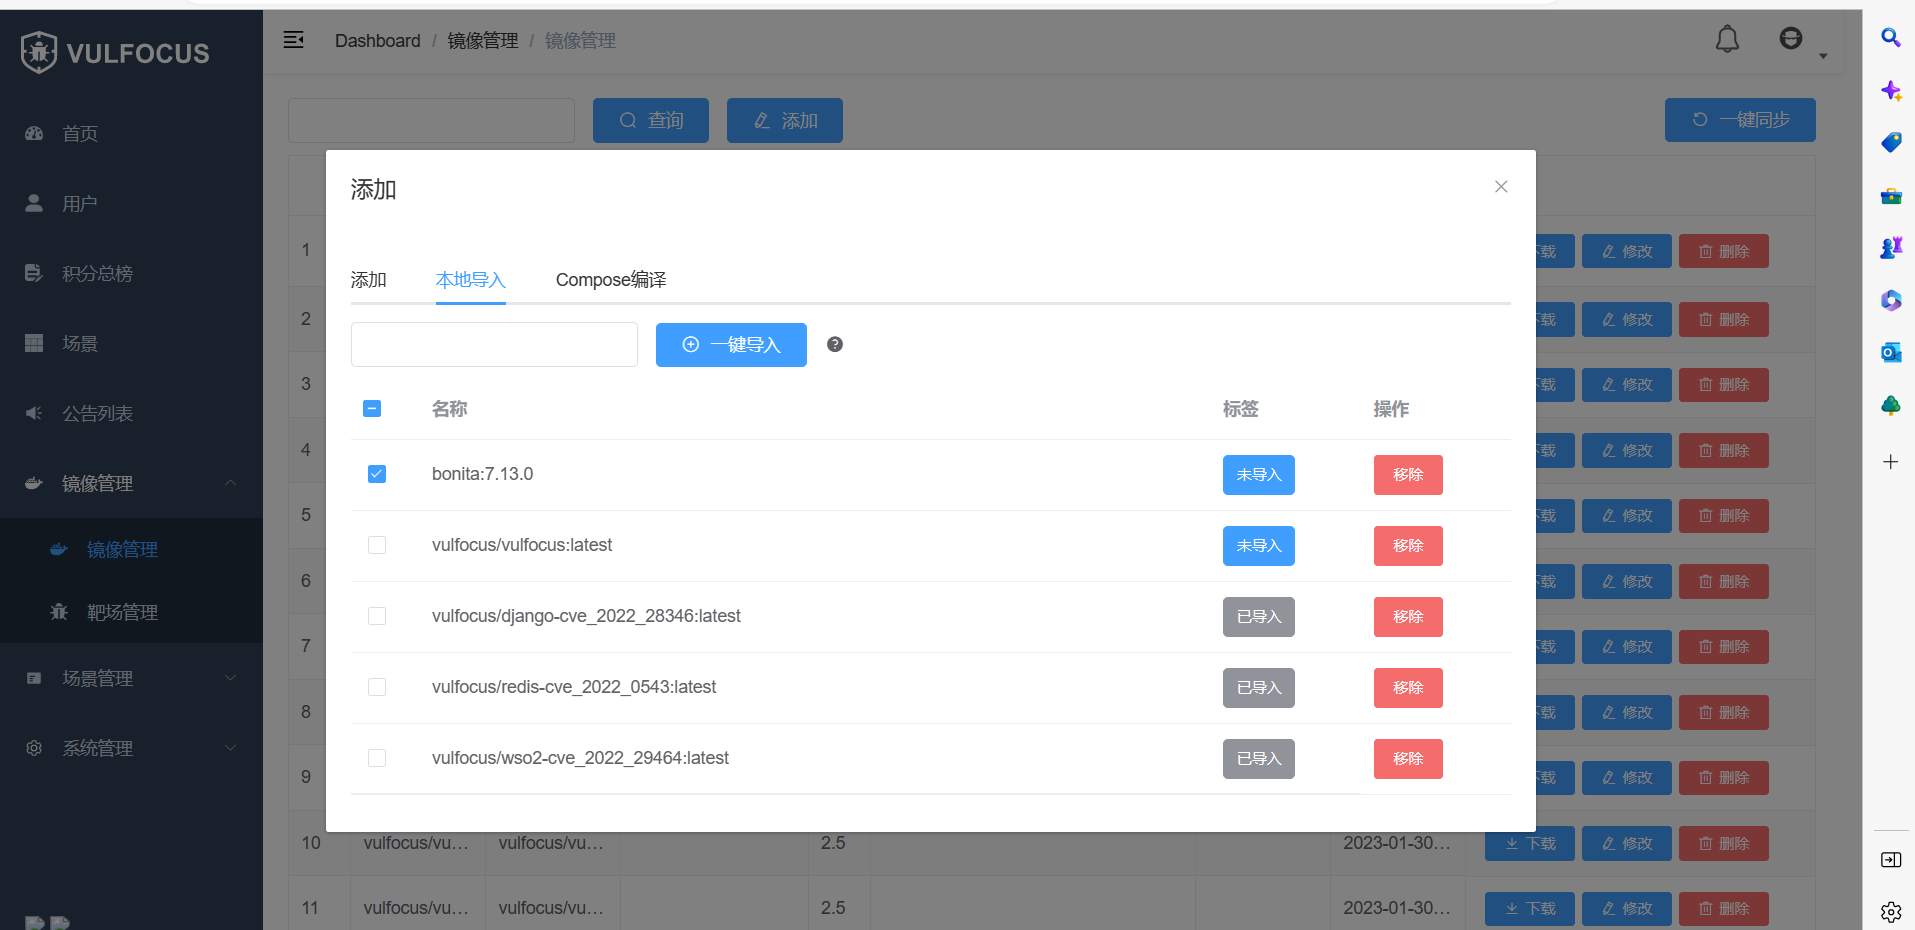 VULFOCUS
Dashboard / 镜像管理 / 镜像管理
首页
用户
积分总榜
场景
公告列表
镜像管理
镜像管理
靶场管理
场景管理
系统管理
查询
添加
一键同步
添加
添加
本地导入
Compose编译
一键导入
名称 标签 操作
bonita:7.13.0 未导入 移除
vulfocus/vulfocus:latest 未导入 移除
vulfocus/django-cve_2022_28346:latest 已导入 移除
vulfocus/redis-cve_2022_0543:latest 已导入 移除
vulfocus/wso2-cve_2022_29464:latest 已导入 移除
1 载 修改 删除
2 下载 修改 删除
3 下载 修改 删除
4 下载 修改 删除
5 下载 修改 删除
6 下载 修改 删除
7 下载 修改 删除
8 下载 修改 删除
9 下载 修改 删除
10 vulfocus/vu... vulfocus/vu... 2.5 2023-01-30... 下载 修改 删除
11 vulfocus/vu... vulfocus/vu... 2.5 2023-01-30... 下载 修改 删除